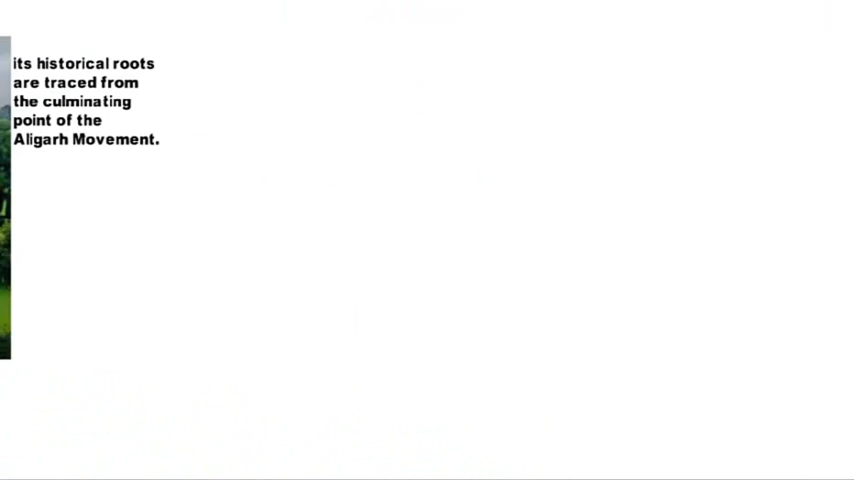 its historical roots
are traced from
the culminating
point of the
Aligarh Movement.